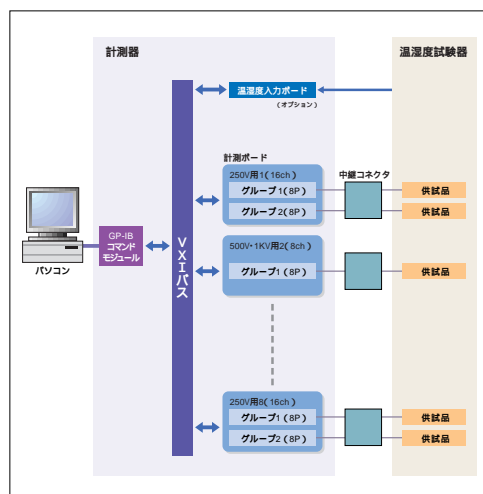 計測器
温湿度試験器
温湿度入力ボード
(オプション)
計測ボード
中継コネクタ
250V用1(16ch)
グループ1(8P)
供試品
グループ2(8P)
供試品
GP-IB
コマンド
モジュール
パソコン
VXIバス
500V・1KV用2(8ch)
グループ1(8P)
供試品
250V用8(16ch)
グループ1(8P)
供試品
グループ2(8P)
供試品